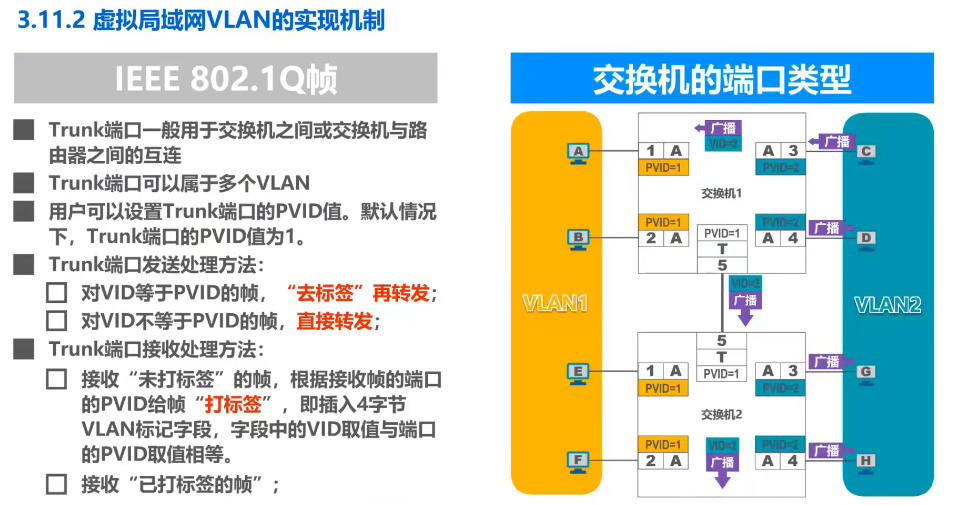 3.11.2 虚拟局域网VLAN的实现机制
IEEE 802.1Q帧
Trunk端口一般用于交换机之间或交换机与路
由器之间的互连
Trunk端口可以属于多个VLAN
用户可以设置Trunk端口的PVID值。默认情况
下，Trunk端口的PVID值为1。
Trunk端口发送处理方法：
对VID等于PVID的帧，“去标签”再转发；
对VID不等于PVID的帧，直接转发；
Trunk端口接收处理方法：
接收“未打标签”的帧，根据接收帧的端口
的PVID给帧“打标签”，即插入4字节
VLAN标记字段，字段中的VID取值与端口
的PVID取值相等。
接收“已打标签的帧”；
交换机的端口类型
广播
VID=2
广播
A
1 A
A 3
C
PVID=1
PVID=2
交换机1
PVID=1
PVID=2
广播
B
2 A
PVID=1
A 4
D
T
5
VLAN1
VID=2
广播
VLAN2
5
T
PVID=1
广播
E
1 A
A 3
G
PVID=1
PVID=2
交换机2
PVID=1
VID=2
PVID=2
广播
F
2 A
广播
A 4
H